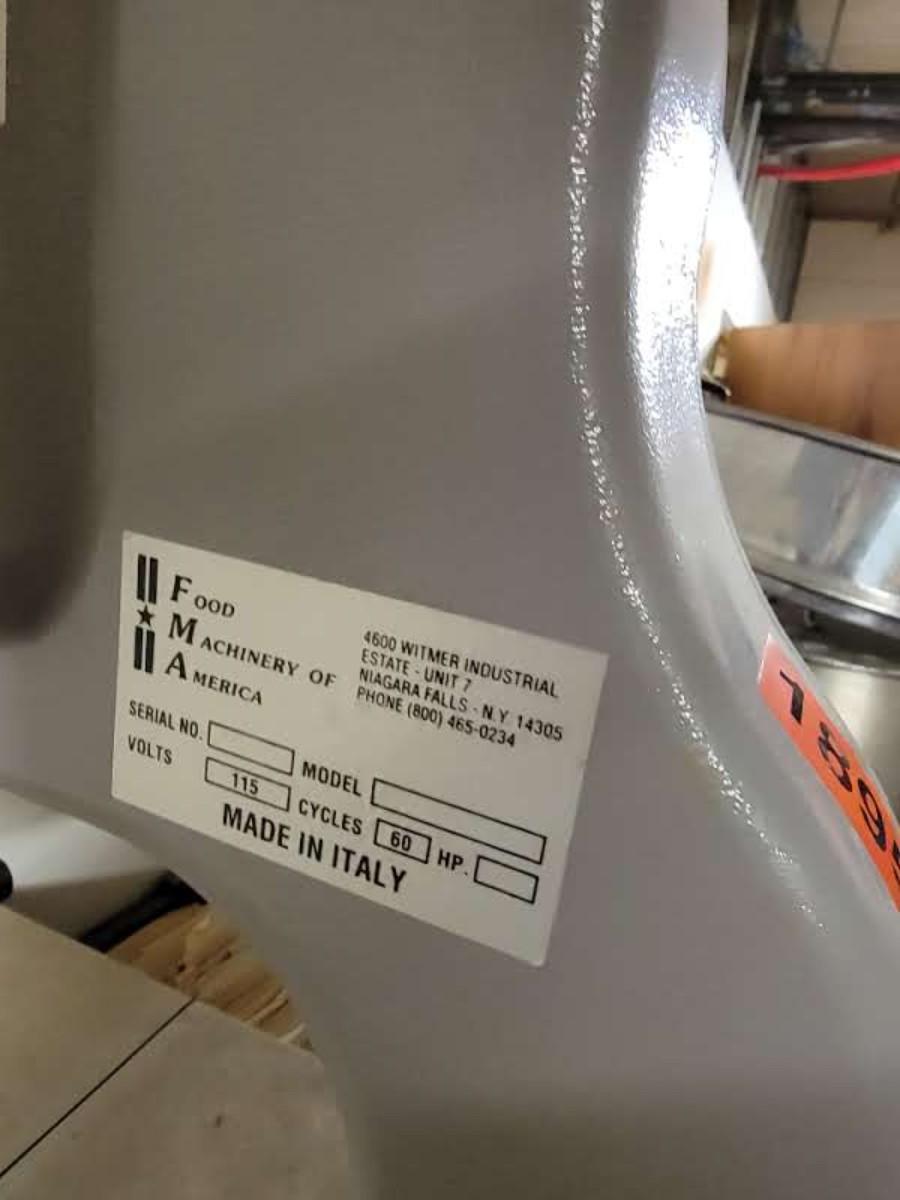 FOOD
MACHINERY OF
AMERICA
4600 WITMER INDUSTRIAL
ESTATE - UNIT 7
NIAGARA FALLS - N.Y. 14305
PHONE (800) 465-0234
SERIAL NO.
MODEL
VOLTS 115 CYCLES 60 HP.
MADE IN ITALY